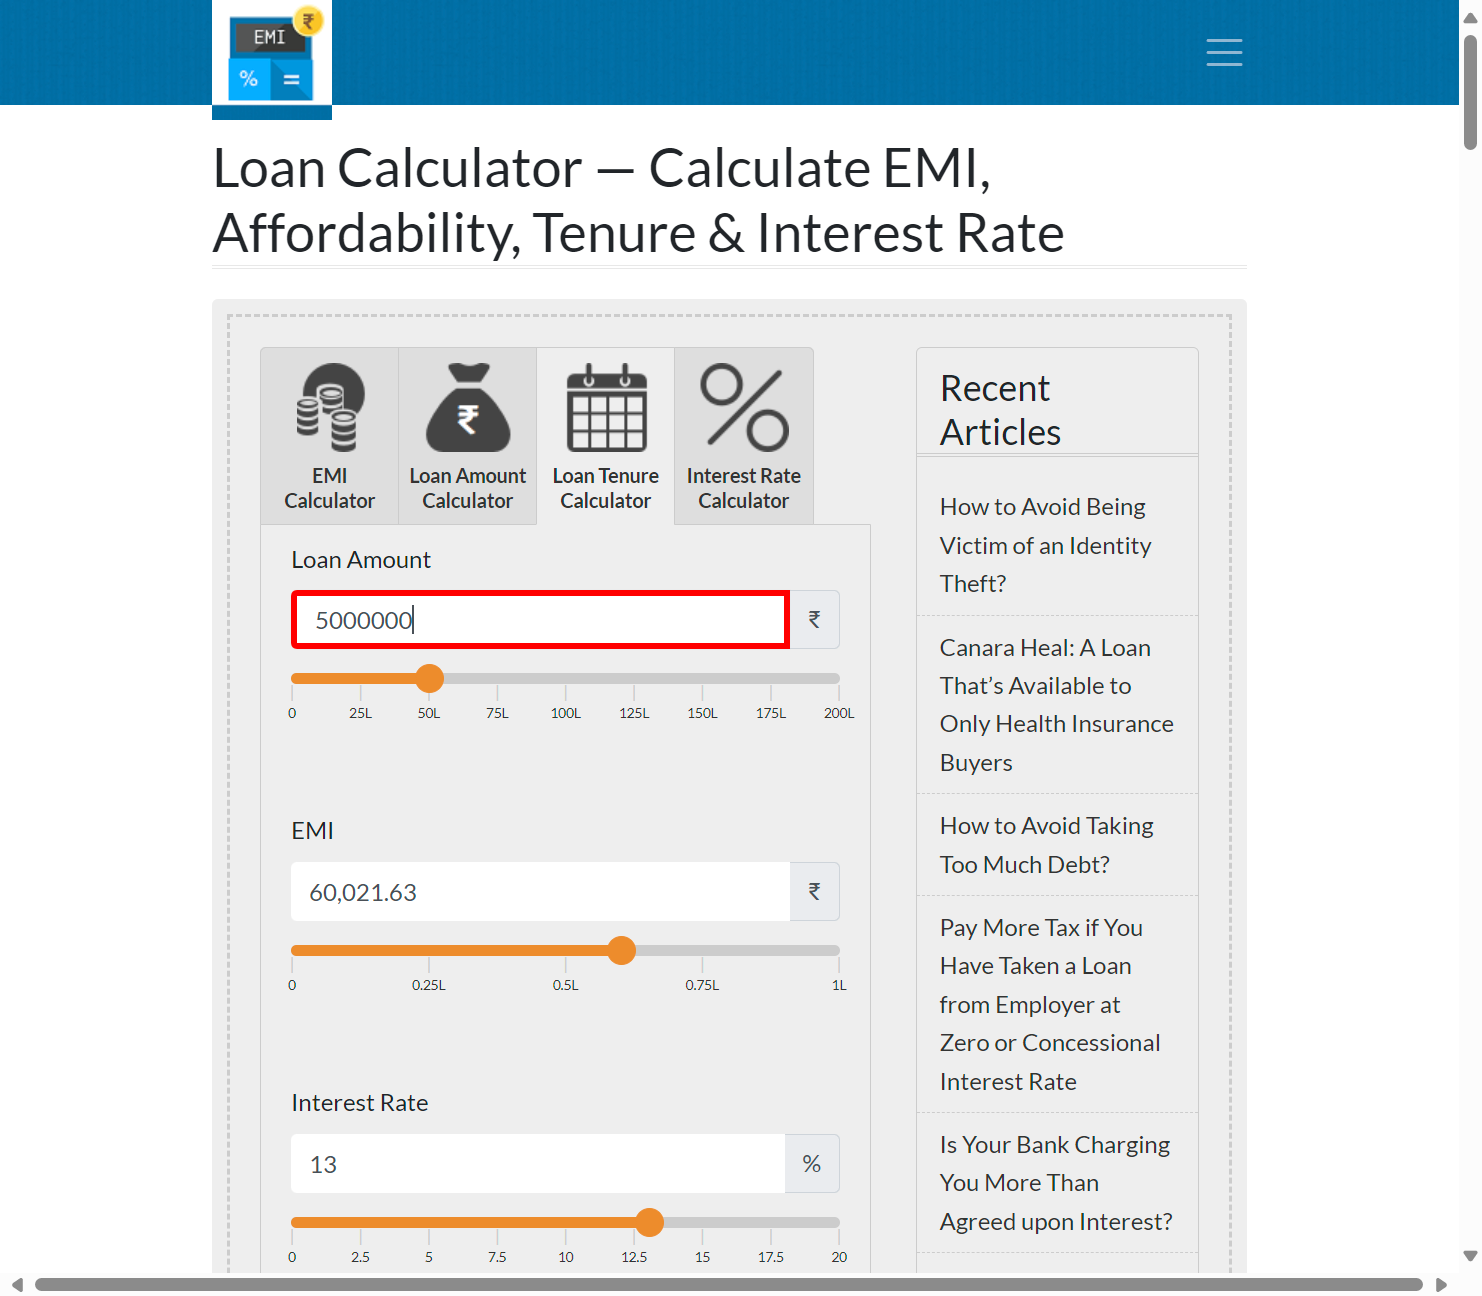 EMI
₹
%
=
Loan Calculator — Calculate EMI,
Affordability, Tenure & Interest Rate
EMI
Calculator
₹
Loan Amount
Calculator
Loan Tenure
Calculator
Interest Rate
Calculator
Loan Amount
5000000
₹
0 25L 50L 75L 100L 125L 150L 175L 200L
EMI
60,021.63
₹
0 0.25L 0.5L 0.75L 1L
Interest Rate
13
%
0 2.5 5 7.5 10 12.5 15 17.5 20
Recent
Articles
How to Avoid Being
Victim of an Identity
Theft?
Canara Heal: A Loan
That’s Available to
Only Health Insurance
Buyers
How to Avoid Taking
Too Much Debt?
Pay More Tax if You
Have Taken a Loan
from Employer at
Zero or Concessional
Interest Rate
Is Your Bank Charging
You More Than
Agreed upon Interest?